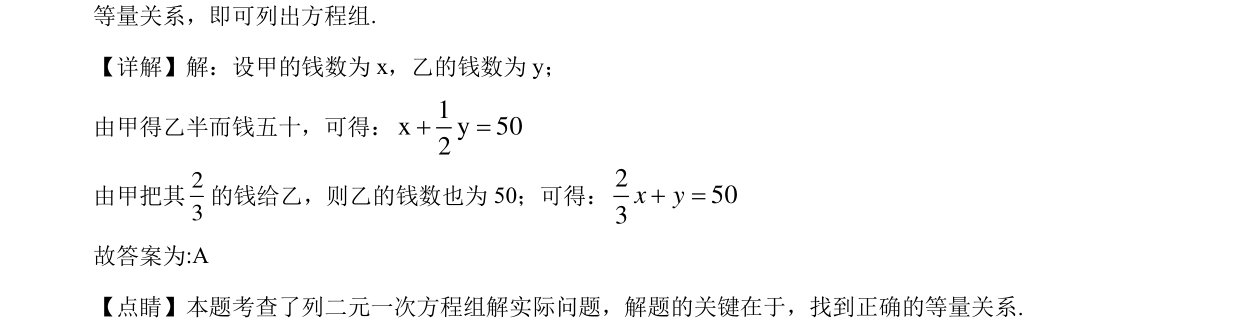 等量关系，即可列出方程组.
【详解】解：设甲的钱数为 x，乙的钱数为 y；
由甲得乙半而钱五十，可得： x + \frac{1}{2} y = 50
由甲把其 \frac{2}{3} 的钱给乙，则乙的钱数也为 50；可得： \frac{2}{3} x + y = 50
故答案为:A
【点睛】本题考查了列二元一次方程组解实际问题，解题的关键在于，找到正确的等量关系.